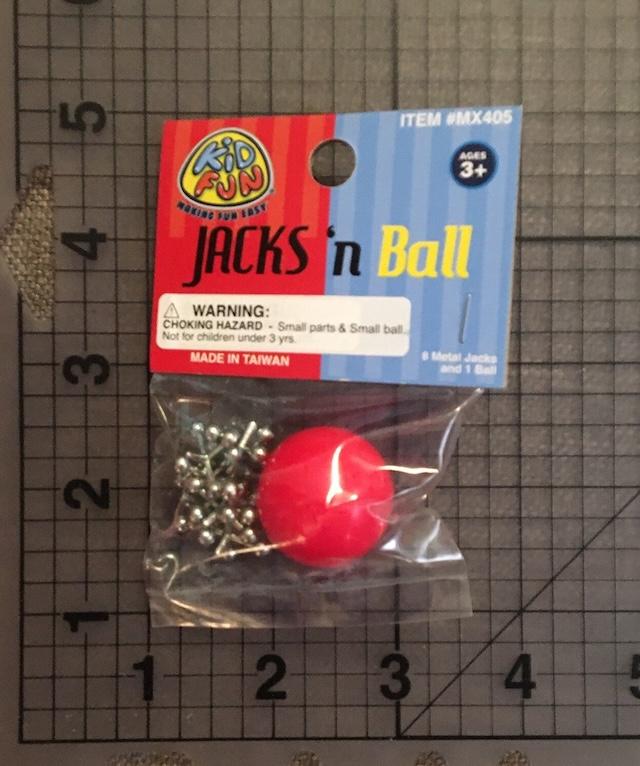 5
ITEM #MX405
KiD
FUN
MAKING FUN EASY
AGES
3+
4
JACKS 'n Ball
WARNING:
CHOKING HAZARD - Small parts & Small ball.
Not for children under 3 yrs.
MADE IN TAIWAN
Metal Jacks
and 1 Ball
3
2
1
1 2 3 4 5